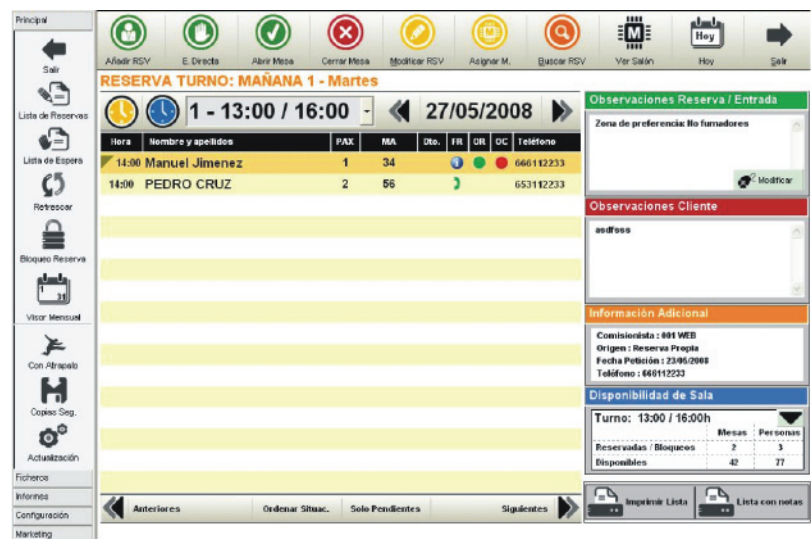 Principal
Salir
Lista de Reservas
Lista de Espera
Refrescar
Bloqueo Reserva
1 31
Visor Mensual
Con Atrapalo
Copias Seg.
Actualización
Ficheros
Informes
Configuración
Marketing
Añadir RSV E. Directa Abrir Mesa Cerrar Mesa Modificar RSV Asignar M. Buscar RSV Ver Salón Hoy Hoy Salir
RESERVA TURNO: MAÑANA 1 - Martes
1 - 13:00 / 16:00 27/05/2008
Hora Nombre y apellidos PAX MA Dto. FR CR OC Teléfono
14:00 Manuel Jimenez 1 34 666112233
14:00 PEDRO CRUZ 2 56 653112233
Anteriores Ordenar Situac. Solo Pendientes Siguientes
Observaciones Reserva / Entrada
Zona de preferencia: No fumadores
Modificar
Observaciones Cliente
asdfsss
Información Adicional
Comisionista : 001 WEB
Origen : Reserva Propia
Fecha Petición : 23/05/2008
Teléfono : 666112233
Disponibilidad de Sala
Turno: 13:00 / 16:00h
Mesas Personas
Reservadas / Bloqueos 2 3
Disponibles 42 77
Imprimir Lista Lista con notas